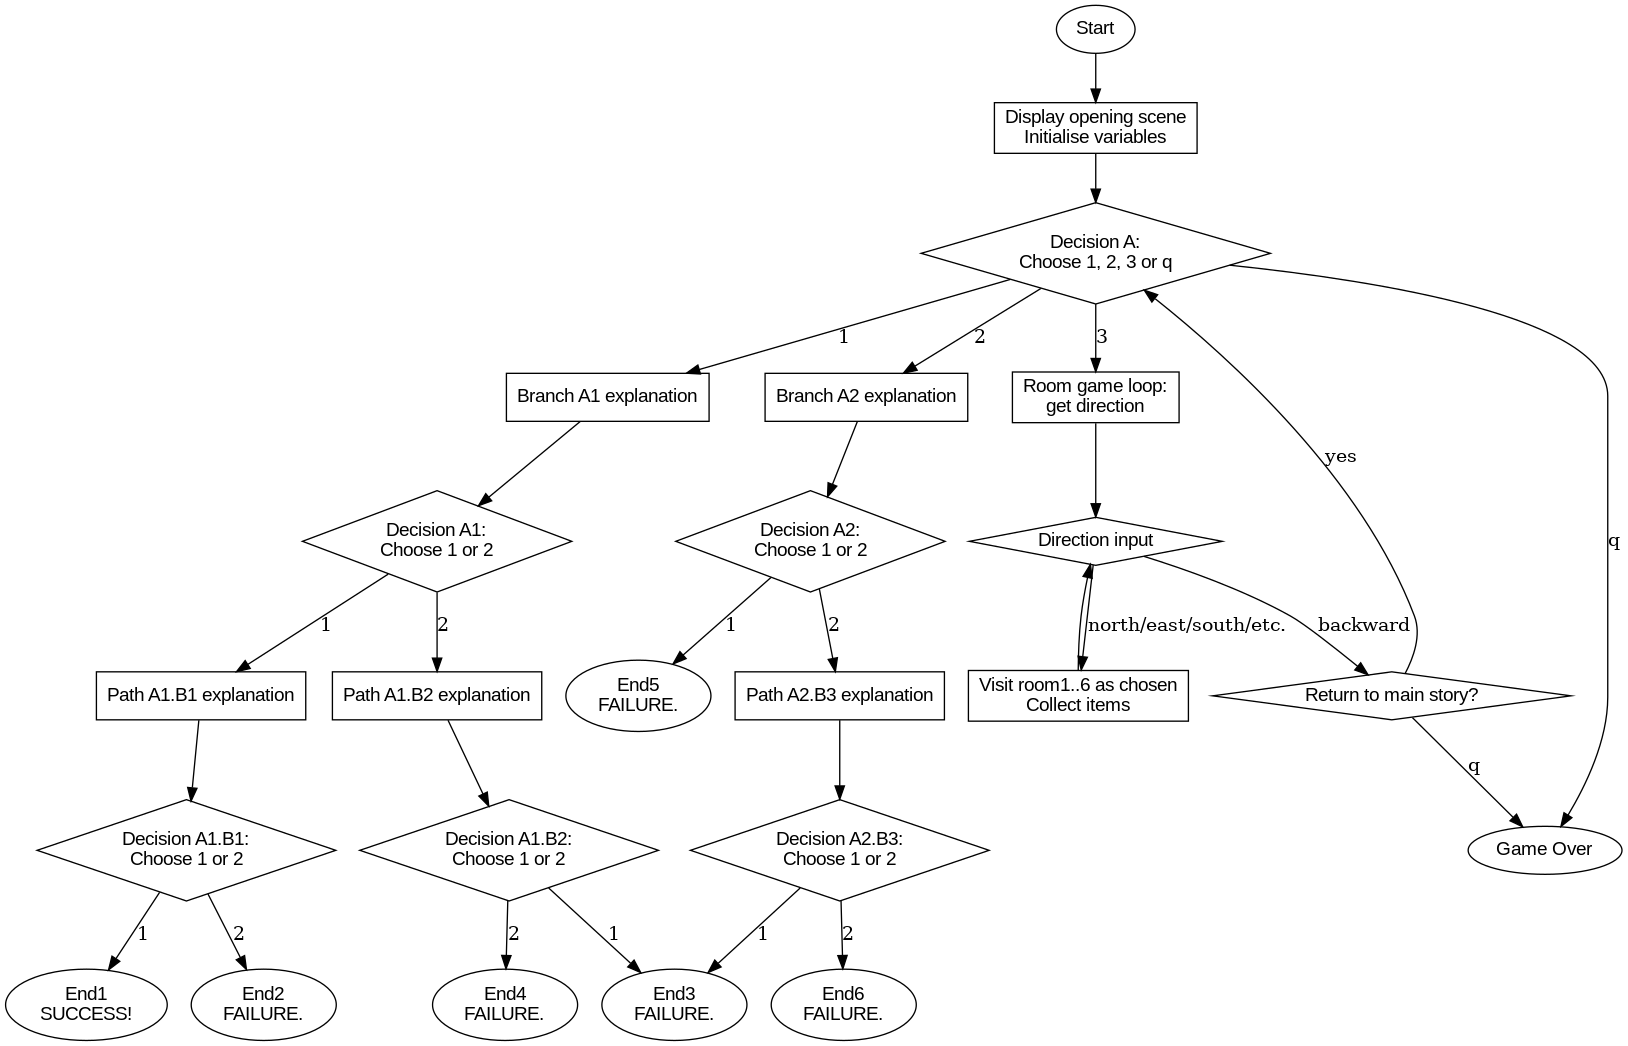 Start
Display opening scene
Initialise variables
Decision A:
Choose 1, 2, 3 or q
1
2
3
Branch A1 explanation
Branch A2 explanation
Room game loop:
get direction
yes
q
Decision A1:
Choose 1 or 2
Decision A2:
Choose 1 or 2
Direction input
1
2
1
2
north/east/south/etc.
backward
Path A1.B1 explanation
Path A1.B2 explanation
End5
FAILURE.
Path A2.B3 explanation
Visit room1..6 as chosen
Collect items
Return to main story?
q
Decision A1.B1:
Choose 1 or 2
Decision A1.B2:
Choose 1 or 2
Decision A2.B3:
Choose 1 or 2
Game Over
1
2
2
1
1
2
End1
SUCCESS!
End2
FAILURE.
End4
FAILURE.
End3
FAILURE.
End6
FAILURE.